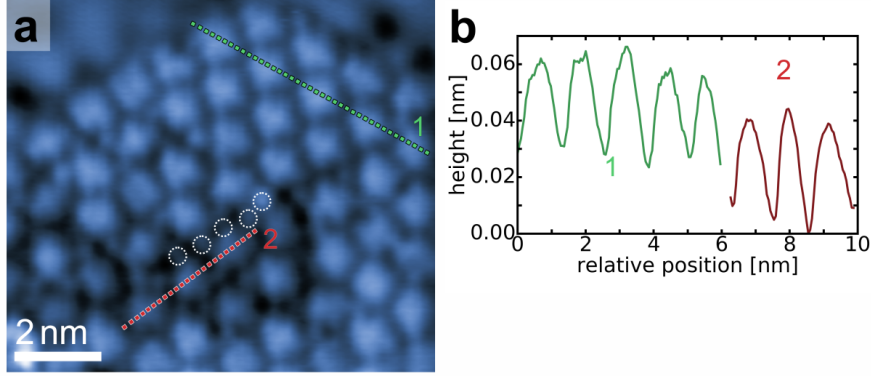 a
1
2
2 nm
b
height [nm]
0.06
0.04
0.02
0.00
1
2
0 2 4 6 8 10
relative position [nm]